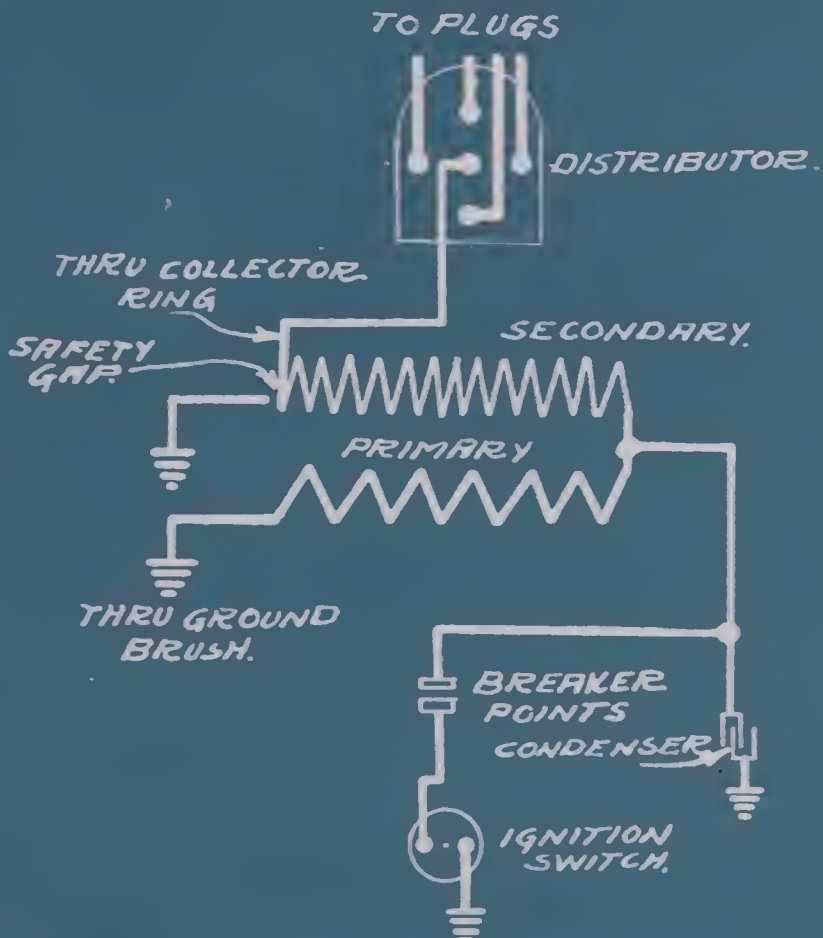 TO PLUGS
DISTRIBUTOR.
THRU COLLECTOR
RING
SECONDARY.
SAFETY
GAP.
PRIMARY
THRU GROUND
BRUSH.
BREAKER
POINTS
CONDENSER
IGNITION
SWITCH.